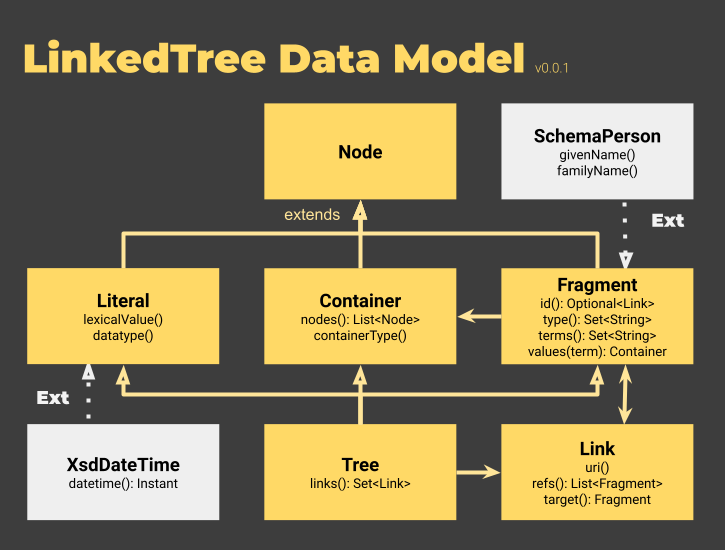 LinkedTree Data Model v0.0.1
Node
SchemaPerson
givenName()
familyName()
extends
Ext
Literal
lexicalValue()
datatype()
Container
nodes(): List<Node>
containerType()
Fragment
id(): Optional<Link>
type(): Set<String>
terms(): Set<String>
values(term): Container
Ext
XsdDateTime
datetime(): Instant
Tree
links(): Set<Link>
Link
uri()
refs(): List<Fragment>
target(): Fragment